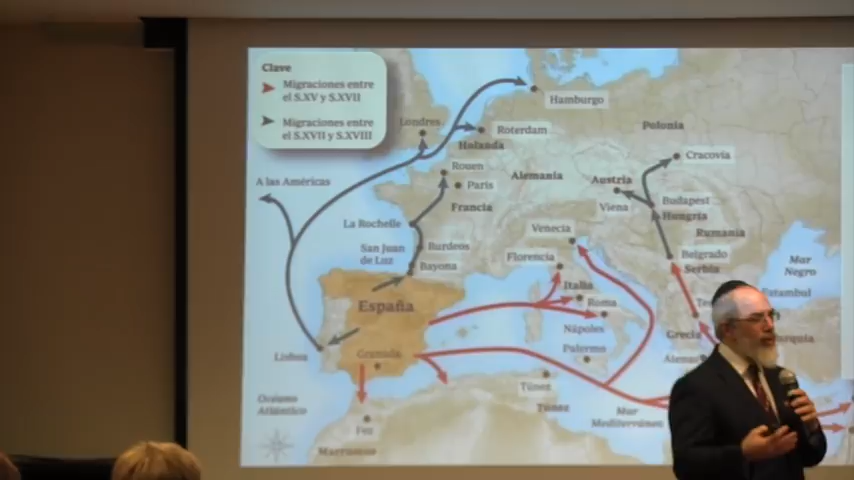 Clave
Migraciones entre
el S.XV y S.XVII
Migraciones entre
el S.XVII y S.XVIII
Hamburgo
Londres
Roterdam
Holanda
Polonia
Cracovia
Rouen
Paris
Alemania
Austria
A las Américas
Francia
Viena
Budapest
Hungria
La Rochelle
Rumania
Venecia
San Juan
de Luz
Burdeos
Bayona
Florencia
Belgrado
Serbia
Mar
Negro
Italia
Roma
Estambul
España
Nápoles
Grecia
Lisboa
Granada
Palermo
Atenas
Túnez
Tunez
Océano
Atlántico
Mar
Mediterráneo
Fez
Marruecos